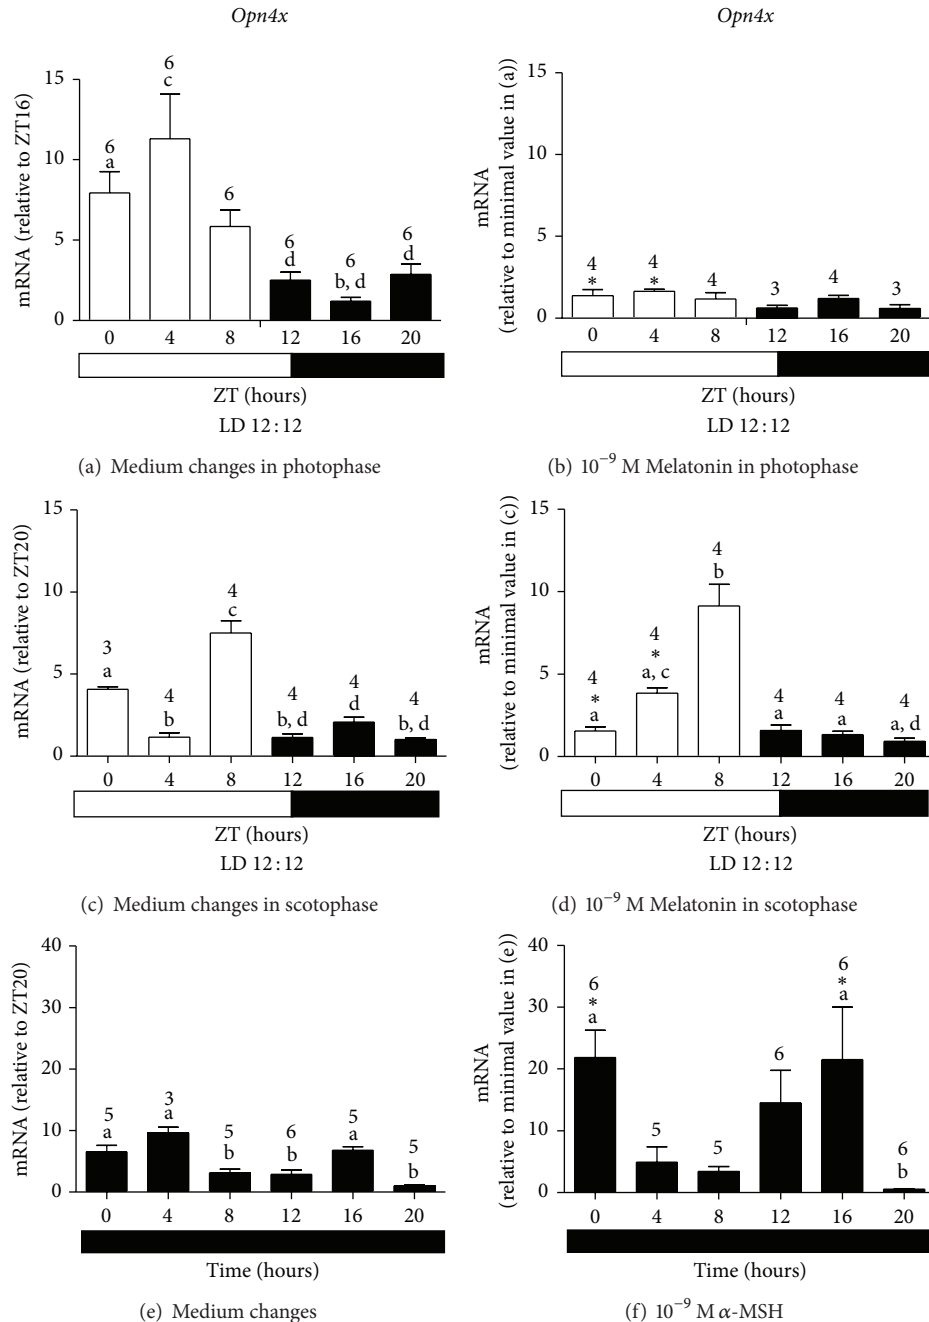 Opn4x
mRNA (relative to ZT16)
15
10
5
0
6
a
6
c
6
6
d
6
b, d
6
d
0 4 8 12 16 20
ZT (hours)
LD 12:12
(a) Medium changes in photophase
Opn4x
mRNA
(relative to minimal value in (a))
15
10
5
0
4
*
4
*
4
3
4
3
0 4 8 12 16 20
ZT (hours)
LD 12:12
(b) 10⁻⁹ M Melatonin in photophase
mRNA (relative to ZT20)
15
10
5
0
3
a
4
b
4
c
4
b, d
4
d
4
b, d
0 4 8 12 16 20
ZT (hours)
LD 12:12
(c) Medium changes in scotophase
mRNA
(relative to minimal value in (c))
15
10
5
0
4
*
a
4
*
a, c
4
b
4
a
4
a
4
a, d
0 4 8 12 16 20
ZT (hours)
LD 12:12
(d) 10⁻⁹ M Melatonin in scotophase
mRNA (relative to ZT20)
40
30
20
10
0
5
a
3
a
5
b
6
b
5
a
5
b
0 4 8 12 16 20
Time (hours)
(e) Medium changes
mRNA
(relative to minimal value in (e))
40
30
20
10
0
6
*
a
5
5
6
6
*
a
6
b
0 4 8 12 16 20
Time (hours)
(f) 10⁻⁹ M α-MSH